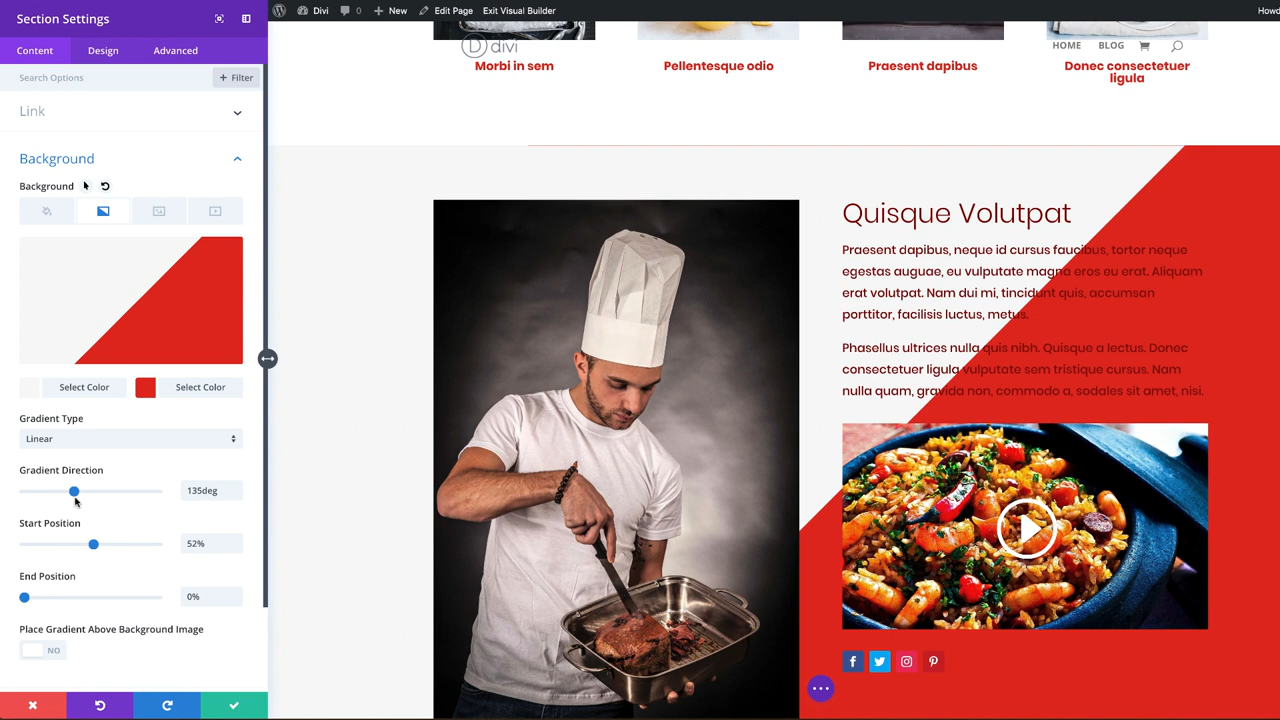 Section Settings
Divi
0
New
Edit Page
Exit Visual Builder
Howd
Content
Design
Advanced
Search Options
Filter
Link
Background
Background
Select Color
Select Color
Gradient Type
Linear
Gradient Direction
135deg
Start Position
52%
End Position
0%
Place Gradient Above Background Image
NO
D divi
HOME
BLOG
Morbi in sem
Pellentesque odio
Praesent dapibus
Donec consectetuer
ligula
Quisque Volutpat
Praesent dapibus, neque id cursus faucibus, tortor neque
egestas auguae, eu vulputate magna eros eu erat. Aliquam
erat volutpat. Nam dui mi, tincidunt quis, accumsan
porttitor, facilisis luctus, metus.
Phasellus ultrices nulla quis nibh. Quisque a lectus. Donec
consectetuer ligula vulputate sem tristique cursus. Nam
nulla quam, gravida non, commodo a, sodales sit amet, nisi.